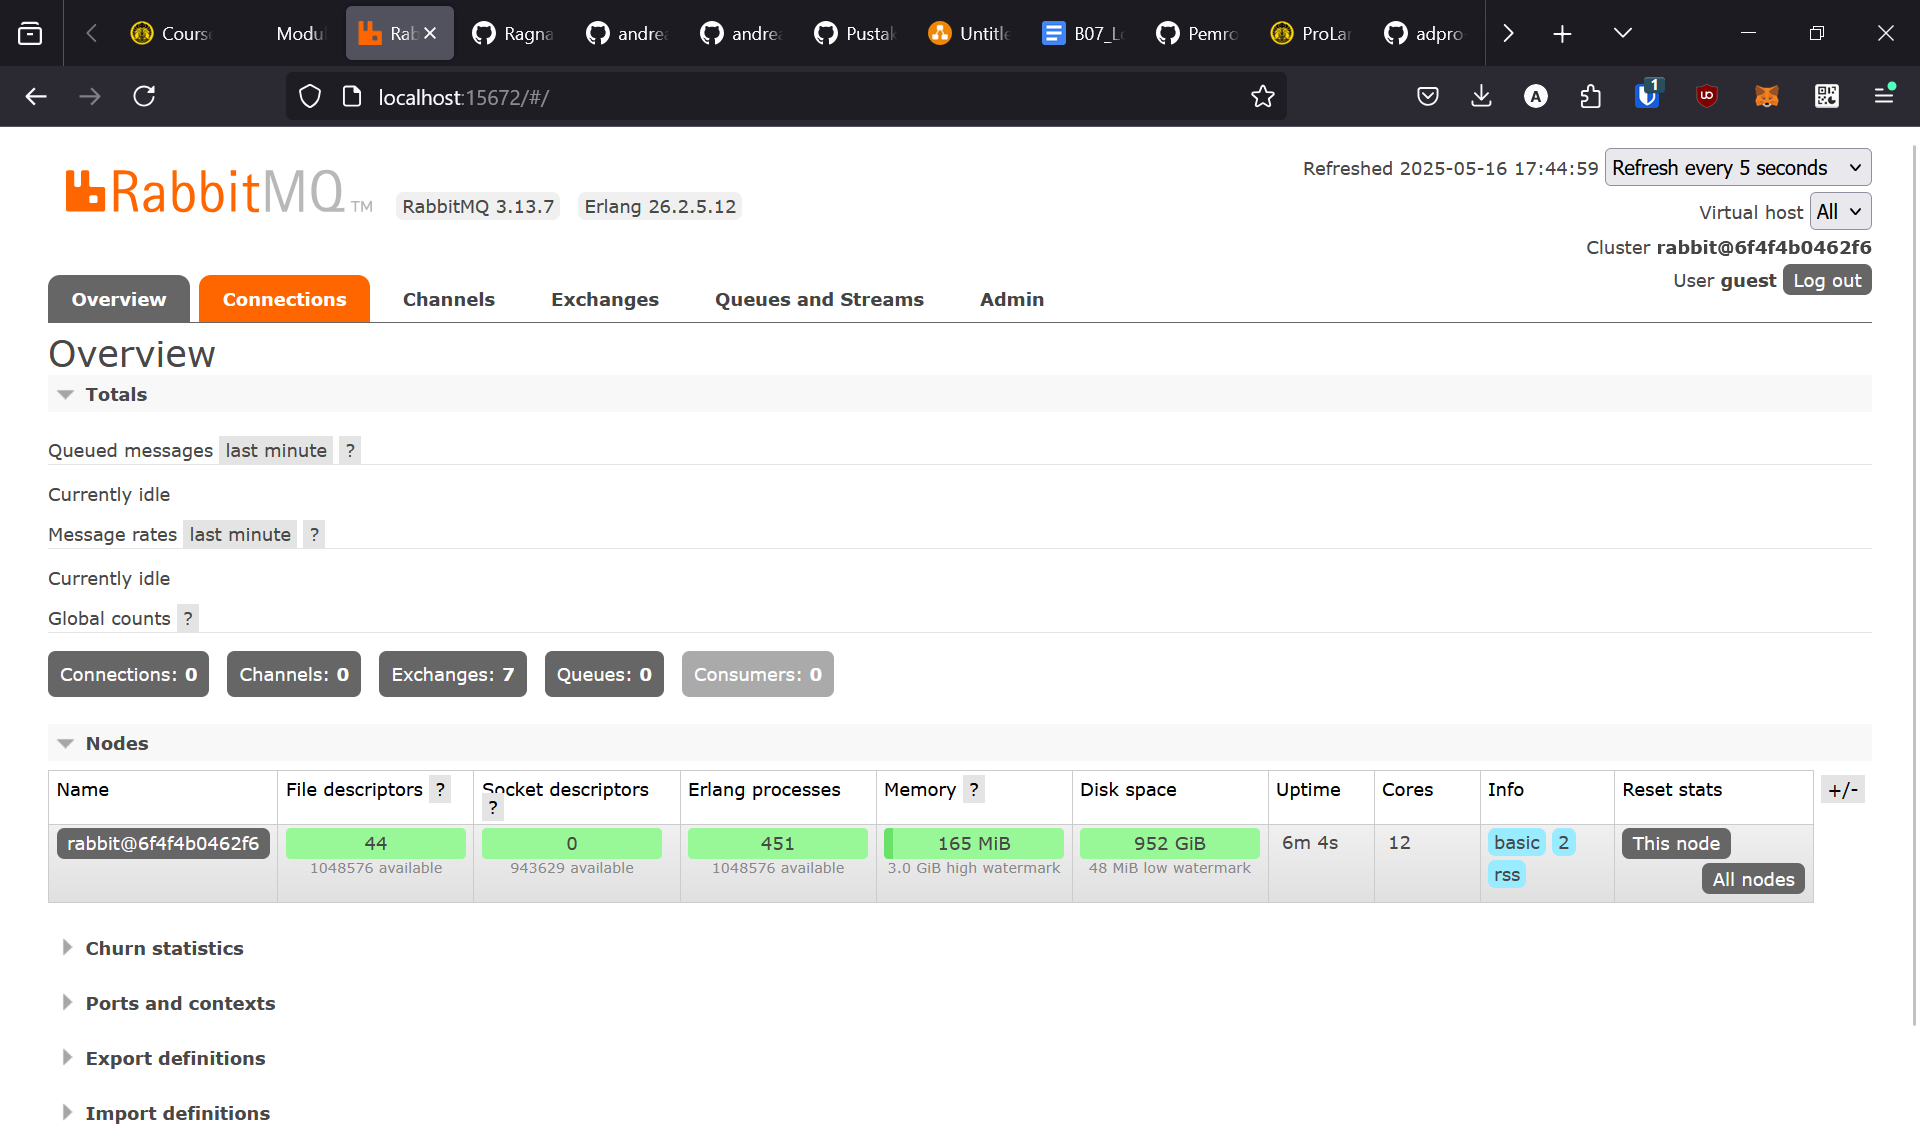 Cours
Modul
Rab
Ragna
andrea
andrea
Pustak
Untitle
B07_L
Pemro
ProLar
adpro
localhost:15672/#/
1
RabbitMQ TM
RabbitMQ 3.13.7
Erlang 26.2.5.12
Refreshed 2025-05-16 17:44:59
Refresh every 5 seconds
Virtual host All
Cluster rabbit@6f4f4b0462f6
User guest Log out
Overview
Connections
Channels
Exchanges
Queues and Streams
Admin
Overview
Totals
Queued messages last minute ?
Currently idle
Message rates last minute ?
Currently idle
Global counts ?
Connections: 0
Channels: 0
Exchanges: 7
Queues: 0
Consumers: 0
Nodes
Name
File descriptors ?
Socket descriptors ?
Erlang processes
Memory ?
Disk space
Uptime
Cores
Info
Reset stats
+/-
rabbit@6f4f4b0462f6
44
1048576 available
0
943629 available
451
1048576 available
165 MiB
3.0 GiB high watermark
952 GiB
48 MiB low watermark
6m 4s
12
basic 2
rss
This node
All nodes
Churn statistics
Ports and contexts
Export definitions
Import definitions